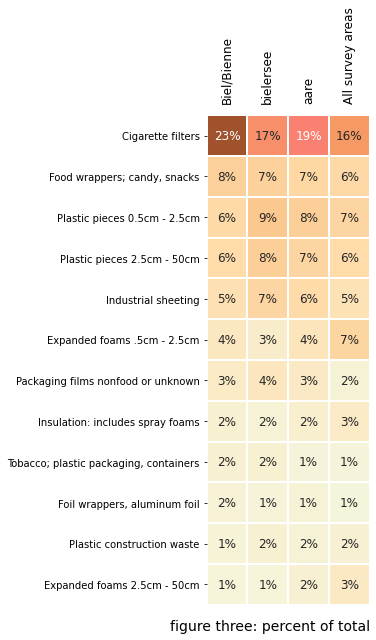 Biel/Bienne bielersee aare All survey areas
Cigarette filters 23% 17% 19% 16%
Food wrappers; candy, snacks 8% 7% 7% 6%
Plastic pieces 0.5cm - 2.5cm 6% 9% 8% 7%
Plastic pieces 2.5cm - 50cm 6% 8% 7% 6%
Industrial sheeting 5% 7% 6% 5%
Expanded foams .5cm - 2.5cm 4% 3% 4% 7%
Packaging films nonfood or unknown 3% 4% 3% 2%
Insulation: includes spray foams 2% 2% 2% 3%
Tobacco; plastic packaging, containers 2% 2% 1% 1%
Foil wrappers, aluminum foil 2% 1% 1% 1%
Plastic construction waste 1% 2% 2% 2%
Expanded foams 2.5cm - 50cm 1% 1% 2% 3%
figure three: percent of total